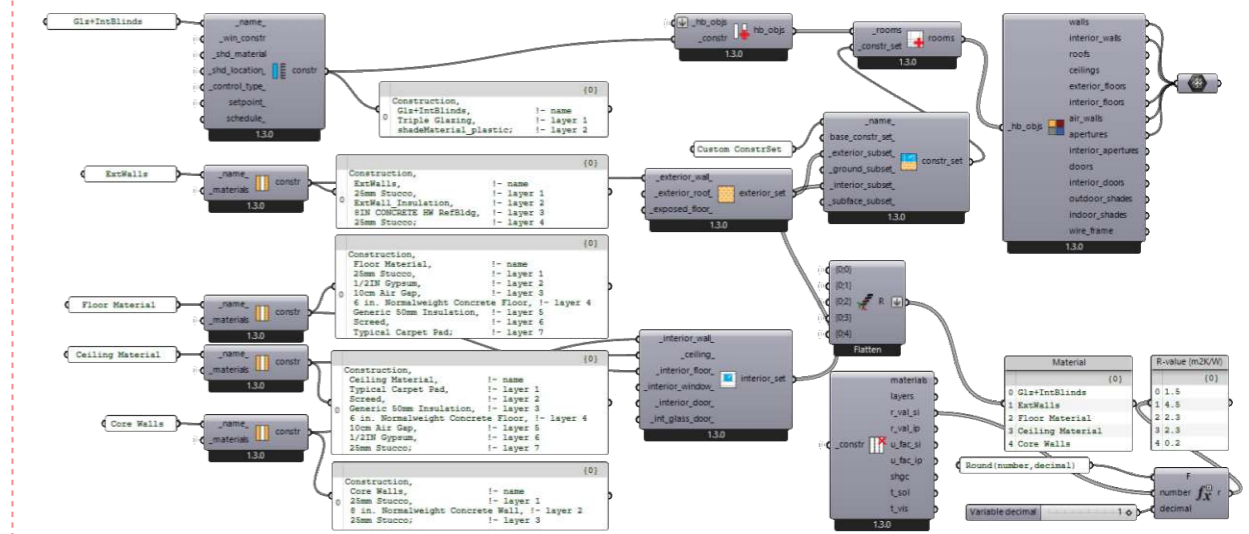 Glz+IntBlinds
_name_
_win_constr
_shd_material
_shd_location_
_control_type_
setpoint_
schedule_
constr
1.3.0
{0}
0
Construction,
Glz+IntBlinds, !- name
Triple Glazing, !- layer 1
shadeMaterial_plastic; !- layer 2
_hb_objs
_constr
hb_objs
1.3.0
_rooms
_constr_set_
rooms
1.3.0
_hb_objs
walls
interior_walls
roofs
ceilings
exterior_floors
interior_floors
air_walls
apertures
interior_apertures
doors
interior_doors
outdoor_shades
indoor_shades
wire_frame
1.3.0
Custom ConstrSet
_name_
base_constr_set_
_exterior_subset_
_ground_subset_
_interior_subset_
_subface_subset_
constr_set
1.3.0
ExtWalls
_name_
_materials
constr
1.3.0
{0}
0
Construction,
ExtWalls, !- name
25mm Stucco, !- layer 1
ExtWall_Insulation, !- layer 2
8IN CONCRETE HW RefBldg, !- layer 3
25mm Stucco; !- layer 4
_exterior_wall_
_exterior_roof_
_exposed_floor_
exterior_set
1.3.0
Floor Material
_name_
_materials
constr
1.3.0
{0}
0
Construction,
Floor Material, !- name
25mm Stucco, !- layer 1
1/2IN Gypsum, !- layer 2
10cm Air Gap, !- layer 3
6 in. Normalweight Concrete Floor, !- layer 4
Generic 50mm Insulation, !- layer 5
Screed, !- layer 6
Typical Carpet Pad; !- layer 7
{0;0}
{0;1}
{0;2}
{0;3}
{0;4}
R
Flatten
Ceiling Material
_name_
_materials
constr
1.3.0
{0}
0
Construction,
Ceiling Material, !- name
Typical Carpet Pad, !- layer 1
Screed, !- layer 2
Generic 50mm Insulation, !- layer 3
6 in. Normalweight Concrete Floor, !- layer 4
10cm Air Gap, !- layer 5
1/2IN Gypsum, !- layer 6
25mm Stucco; !- layer 7
_interior_wall_
_ceiling_
_interior_floor_
_interior_window_
_interior_door_
_int_glass_door_
interior_set
1.3.0
Core Walls
_name_
_materials
constr
1.3.0
{0}
0
Construction,
Core Walls, !- name
25mm Stucco, !- layer 1
8 in. Normalweight Concrete Wall, !- layer 2
25mm Stucco; !- layer 3
_constr
materials
layers
r_val_si
r_val_ip
u_fac_si
u_fac_ip
shgc
t_sol
t_vis
1.3.0
Material
{0}
0 Glz+IntBlinds
1 ExtWalls
2 Floor Material
3 Ceiling Material
4 Core Walls
R-value (m2K/W)
{0}
0 1.5
1 4.5
2 2.3
3 2.3
4 0.2
Round(number,decimal)
Variable decimal
1
F
number
decimal
fx
r